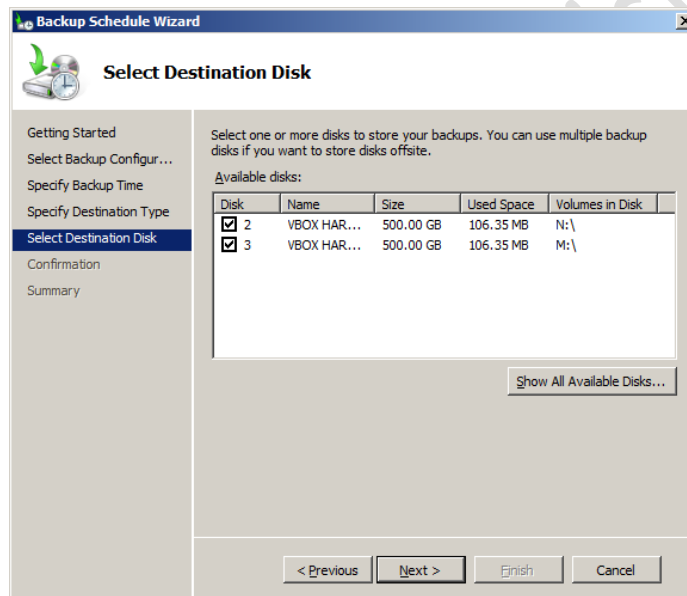 Backup Schedule Wizard
Select Destination Disk
Getting Started
Select Backup Configur...
Specify Backup Time
Specify Destination Type
Select Destination Disk
Confirmation
Summary
Select one or more disks to store your backups. You can use multiple backup
disks if you want to store disks offsite.
Available disks:
Disk Name Size Used Space Volumes in Disk
2 VBOX HAR... 500.00 GB 106.35 MB N:\
3 VBOX HAR... 500.00 GB 106.35 MB M:\
Show All Available Disks...
< Previous Next > Finish Cancel